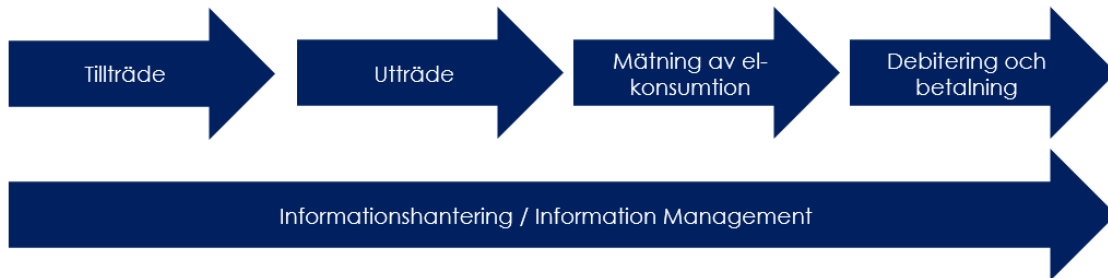 Tillträde
Utträde
Mätning av el-
konsumtion
Debitering och
betalning
Informationshantering / Information Management